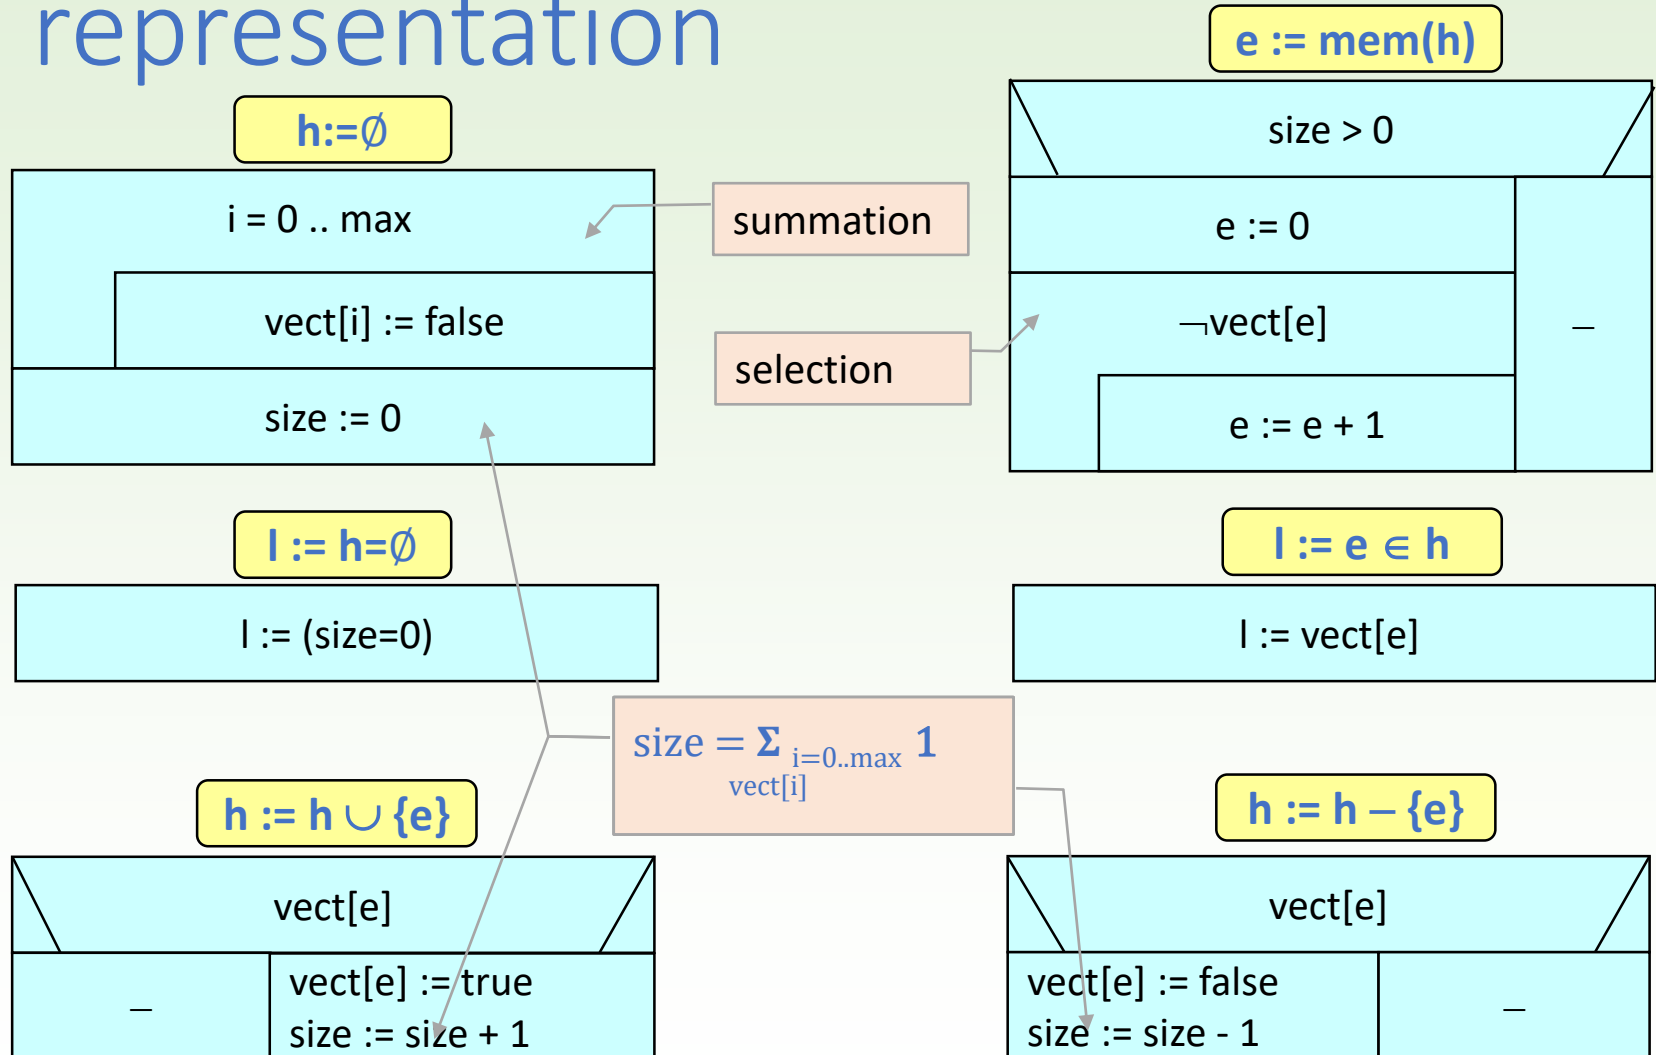 representation
h:=∅
i = 0 .. max
vect[i] := false
size := 0
summation
selection
e := mem(h)
size > 0
e := 0
¬vect[e]
e := e + 1
–
l := h=∅
l := (size=0)
l := e ∈ h
l := vect[e]
size = Σ i=0..max 1
vect[i]
h := h ∪ {e}
vect[e]
–
vect[e] := true
size := size + 1
h := h – {e}
vect[e]
vect[e] := false
size := size - 1
–